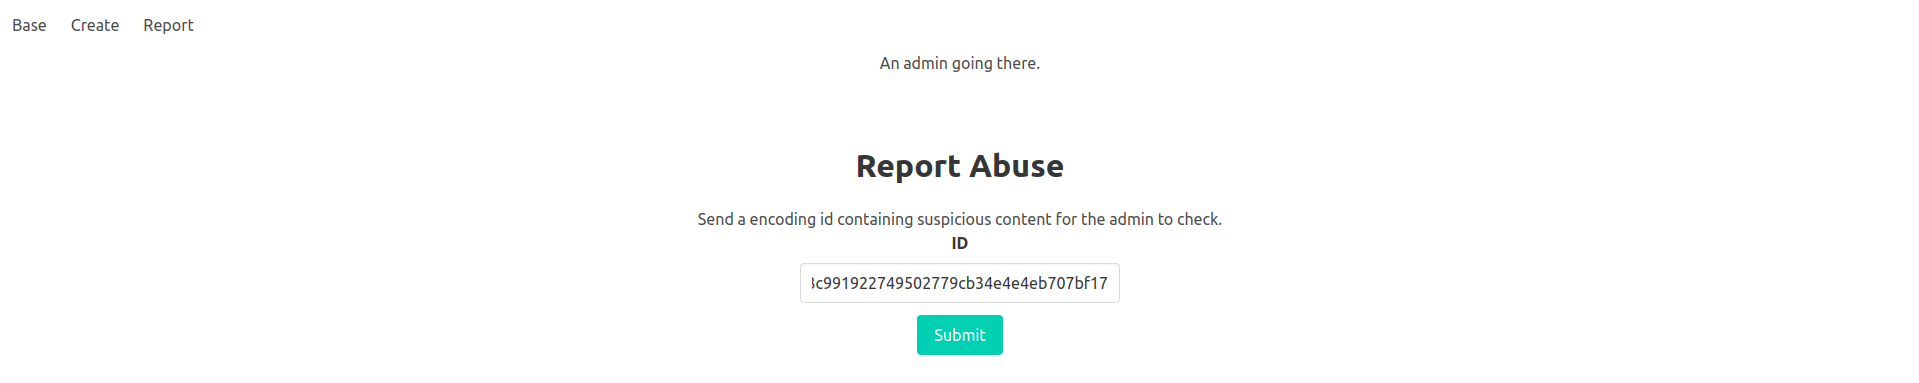 Base Create Report
An admin going there.
Report Abuse
Send a encoding id containing suspicious content for the admin to check.
ID
c991922749502779cb34e4e4eb707bf17
Submit